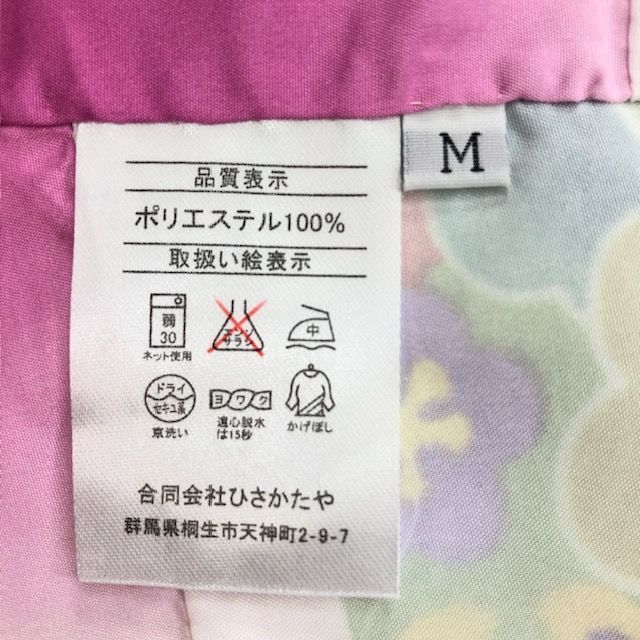 M
品質表示
ポリエステル100%
取扱い絵表示
弱
30
ネット使用
エンソ
サラシ
中
ドライ
セキユ系
京洗い
ヨワク
遠心脱水
は15秒
かげぼし
合同会社ひさかたや
群馬県桐生市天神町2-9-7